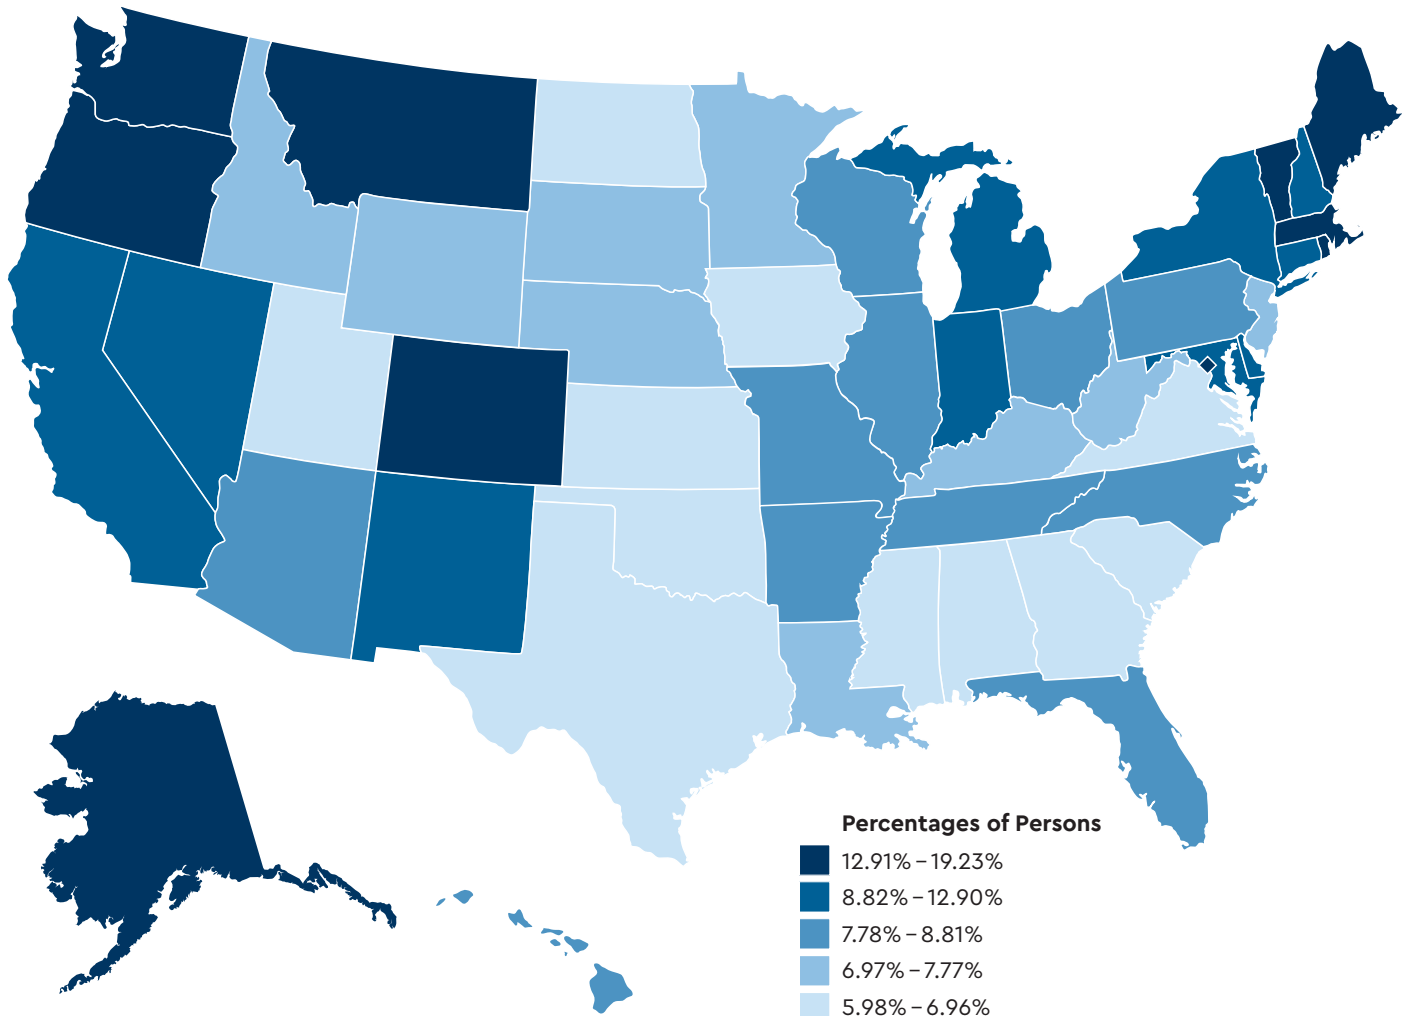 Percentages of Persons
12.91% – 19.23%
8.82% – 12.90%
7.78% – 8.81%
6.97% – 7.77%
5.98% – 6.96%